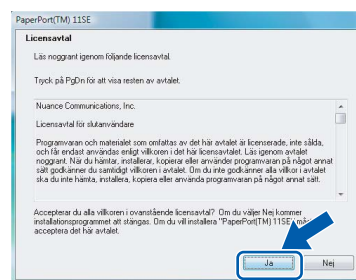 PaperPort(TM) 11SE
Licensavtal
Läs noggrant igenom följande licensavtal.
Tryck på PgDn för att visa resten av avtalet.
Nuance Communications, Inc.
Licensavtal för slutanvändare
Programvaran och materialet som omfattas av det här avtalet är licenserade, inte sålda,
och får endast användas enligt villkoren i det här licensavtalet. Läs igenom avtalet
noggrant. När du hämtar, installerar, kopierar eller använder programvaran på något annat
sätt godkänner du samtidigt villkoren i avtalet. Om du inte godkänner alla villkor i avtalet
ska du inte hämta, installera, kopiera eller använda programvaran på något annat sätt.
Accepterar du alla villkoren i ovanstående licensavtal? Om du väljer Nej kommer
installationsprogrammet att stängas. Om du vill installera "PaperPort(TM) 11SE"
acceptera det här avtalet.
Ja
Nej